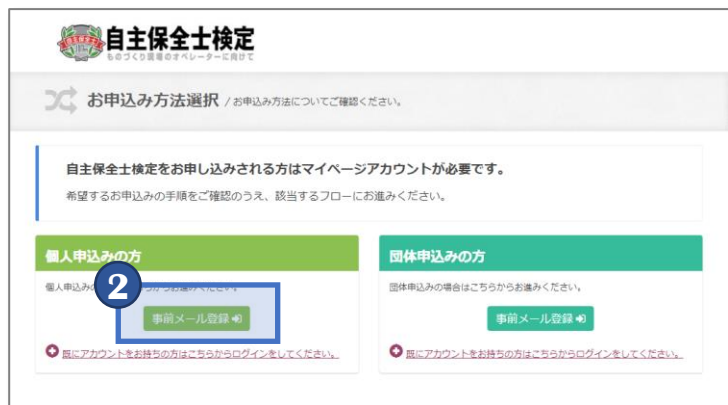 自主保全士検定
ものづくり現場のオペレーターに向けて
お申込み方法選択 / お申込み方法についてご確認ください。
自主保全士検定をお申し込みされる方はマイページアカウントが必要です。
希望するお申込みの手順をご確認のうえ、該当するフローにお進みください。
個人申込みの方
個人申込みの
2
事前メール登録
既にアカウントをお持ちの方はこちらからログインをしてください。
団体申込みの方
団体申込みの場合はこちらからお進みください。
事前メール登録
既にアカウントをお持ちの方はこちらからログインをしてください。